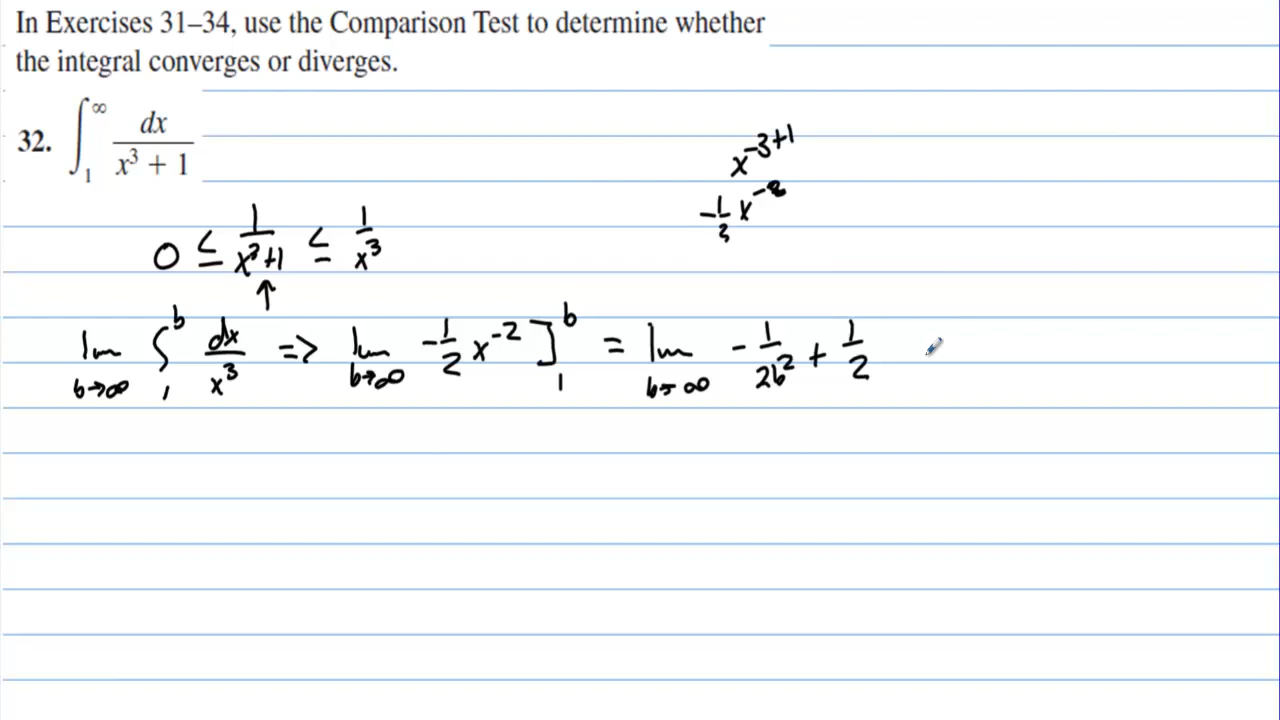 In Exercises 31–34, use the Comparison Test to determine whether
the integral converges or diverges.
32. ∫₁^∞ dx / (x³ + 1)
x^(-3+1)
-1/2 x^(-2)
0 ≤ 1/(x³+1) ≤ 1/x³
↑
lim b→∞ ∫₁^b dx/x³ => lim b→∞ -1/2 x^(-2) ]₁^b = lim b→∞ -1/(2b²) + 1/2